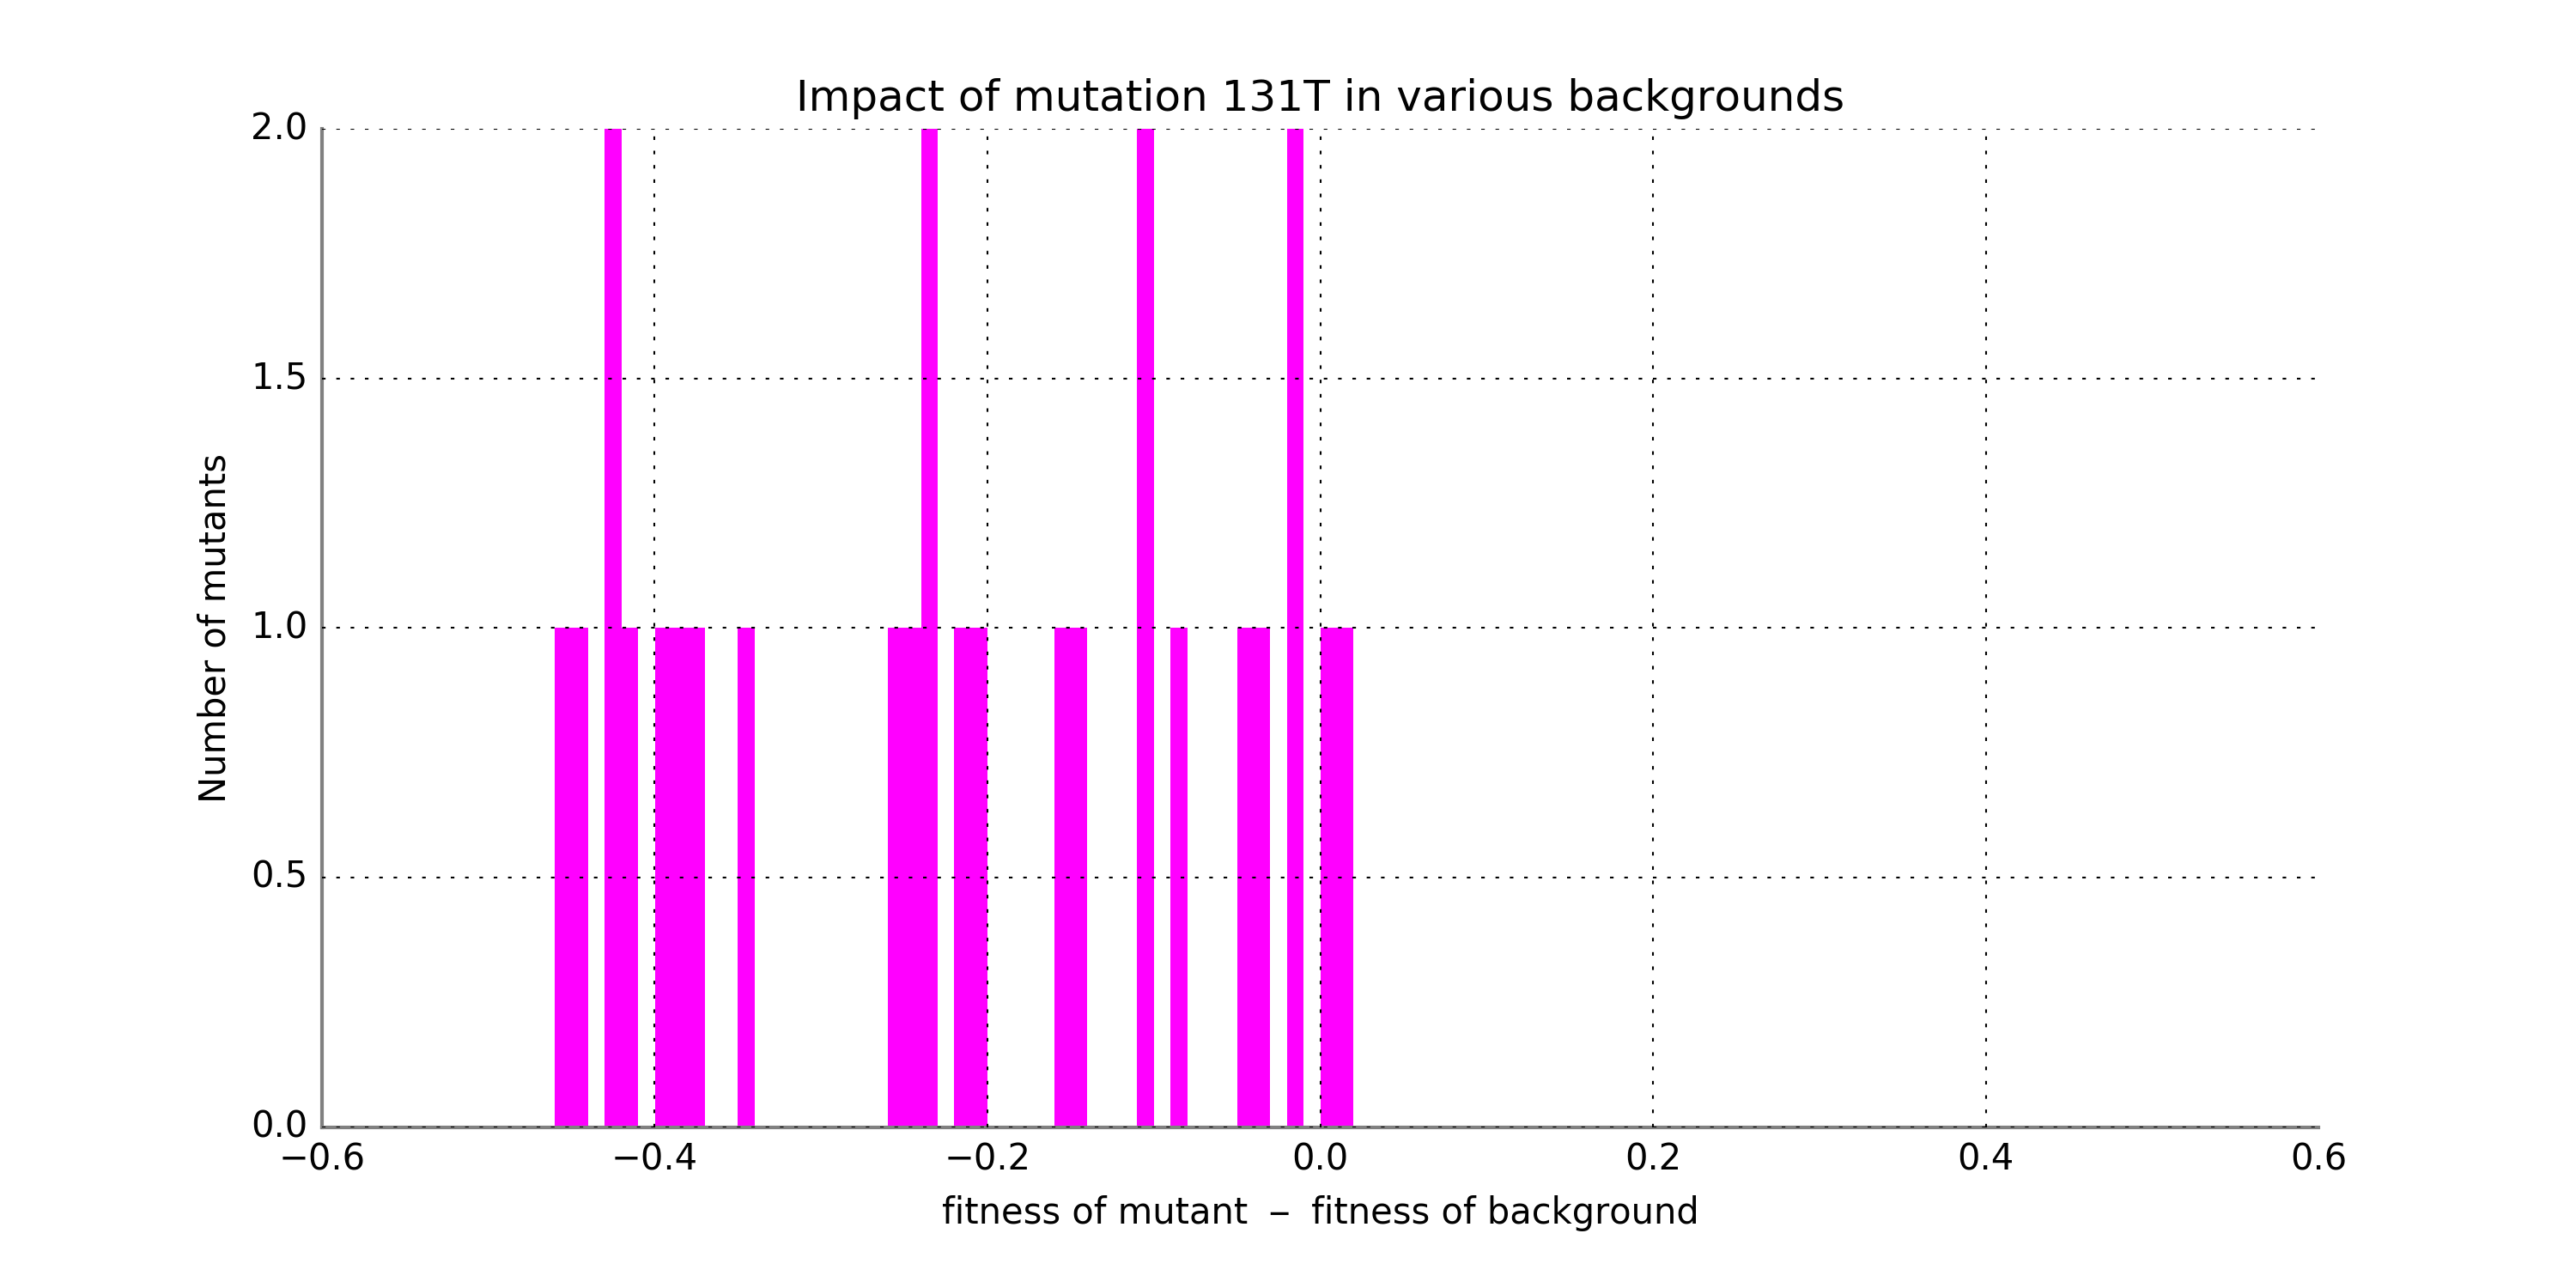 Impact of mutation 131T in various backgrounds
2.0
1.5
1.0
0.5
0.0
Number of mutants
−0.6 −0.4 −0.2 0.0 0.2 0.4 0.6
fitness of mutant − fitness of background